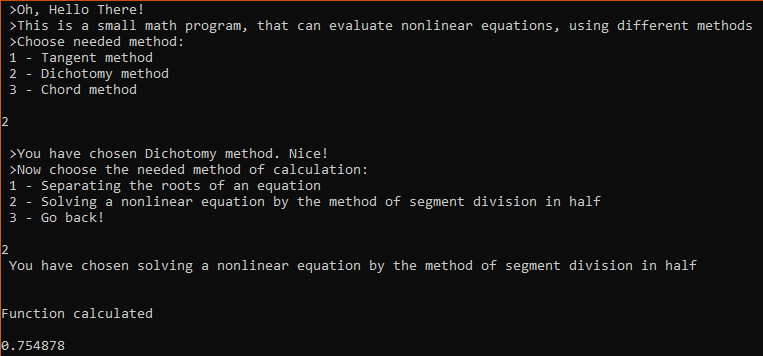 >Oh, Hello There!
>This is a small math program, that can evaluate nonlinear equations, using different methods
>Choose needed method:
1 - Tangent method
2 - Dichotomy method
3 - Chord method
2
>You have chosen Dichotomy method. Nice!
>Now choose the needed method of calculation:
1 - Separating the roots of an equation
2 - Solving a nonlinear equation by the method of segment division in half
3 - Go back!
2
You have chosen solving a nonlinear equation by the method of segment division in half
Function calculated
0.754878